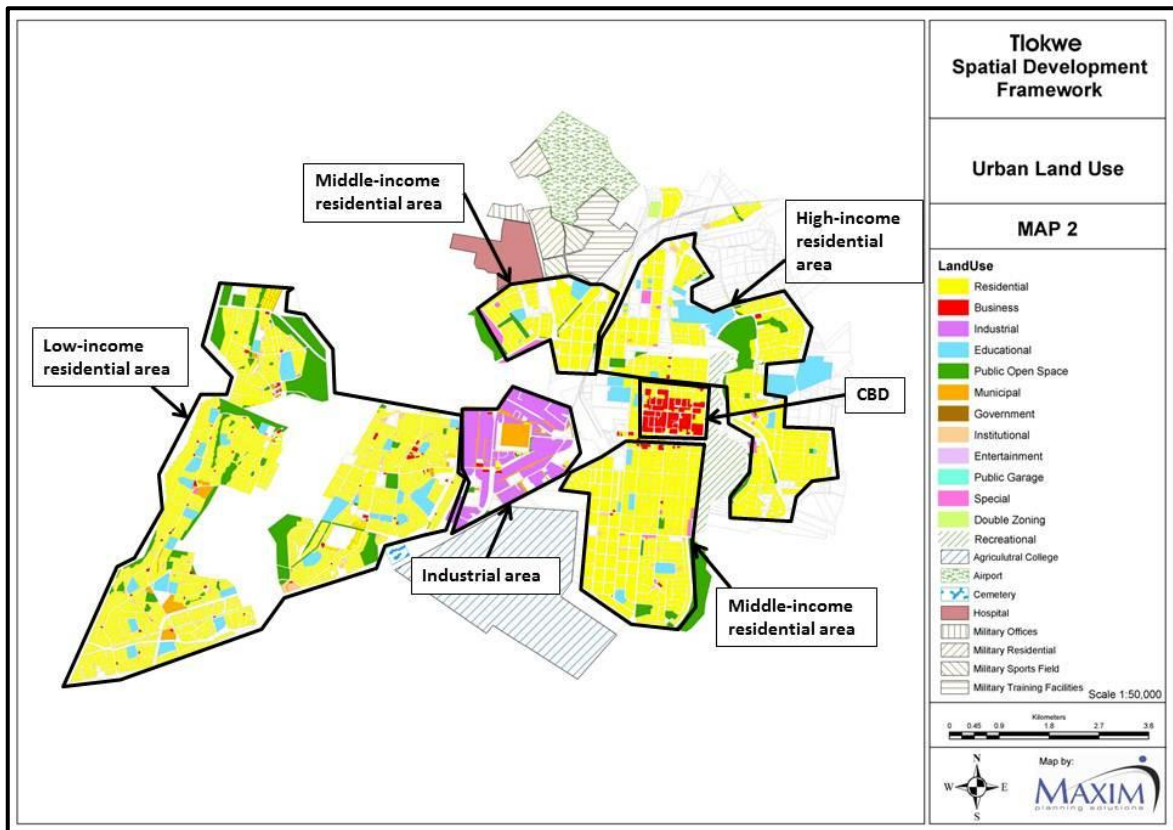 Tlokwe
Spatial Development
Framework
Urban Land Use
MAP 2
LandUse
Residential
Business
Industrial
Educational
Public Open Space
Municipal
Government
Institutional
Entertainment
Public Garage
Special
Double Zoning
Recreational
Agriculutral College
Airport
Cemetery
Hospital
Military Offices
Military Residential
Military Sports Field
Military Training Facilities
Scale 1:50,000
Kilometers
0 0.45 0.9 1.8 2.7 3.6
N
W E
S
Map by:
MAXIM
planning solutions
Middle-income
residential area
High-income
residential
area
Low-income
residential area
CBD
Industrial area
Middle-income
residential area